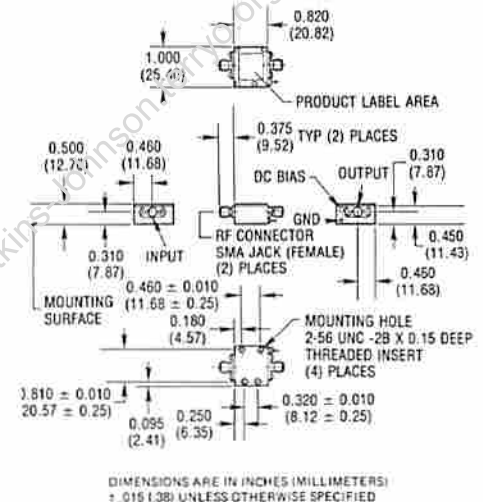 0.820
(20.82)
1.000
(25.40)
PRODUCT LABEL AREA
0.375
(9.52)
TYP (2) PLACES
0.500
(12.70)
0.460
(11.68)
DC BIAS
OUTPUT
0.310
(7.87)
GND
RF CONNECTOR
SMA JACK (FEMALE)
(2) PLACES
INPUT
0.310
(7.87)
0.450
(11.43)
0.460
(11.68)
MOUNTING
SURFACE
0.460 ± 0.010
(11.68 ± 0.25)
0.180
(4.57)
MOUNTING HOLE
2-56 UNC -2B X 0.15 DEEP
THREADED INSERT
(4) PLACES
0.810 ± 0.010
20.57 ± 0.25)
0.095
(2.41)
0.250
(6.35)
0.320 ± 0.010
(8.12 ± 0.25)
DIMENSIONS ARE IN INCHES (MILLIMETERS)
± .015 (.38) UNLESS OTHERWISE SPECIFIED